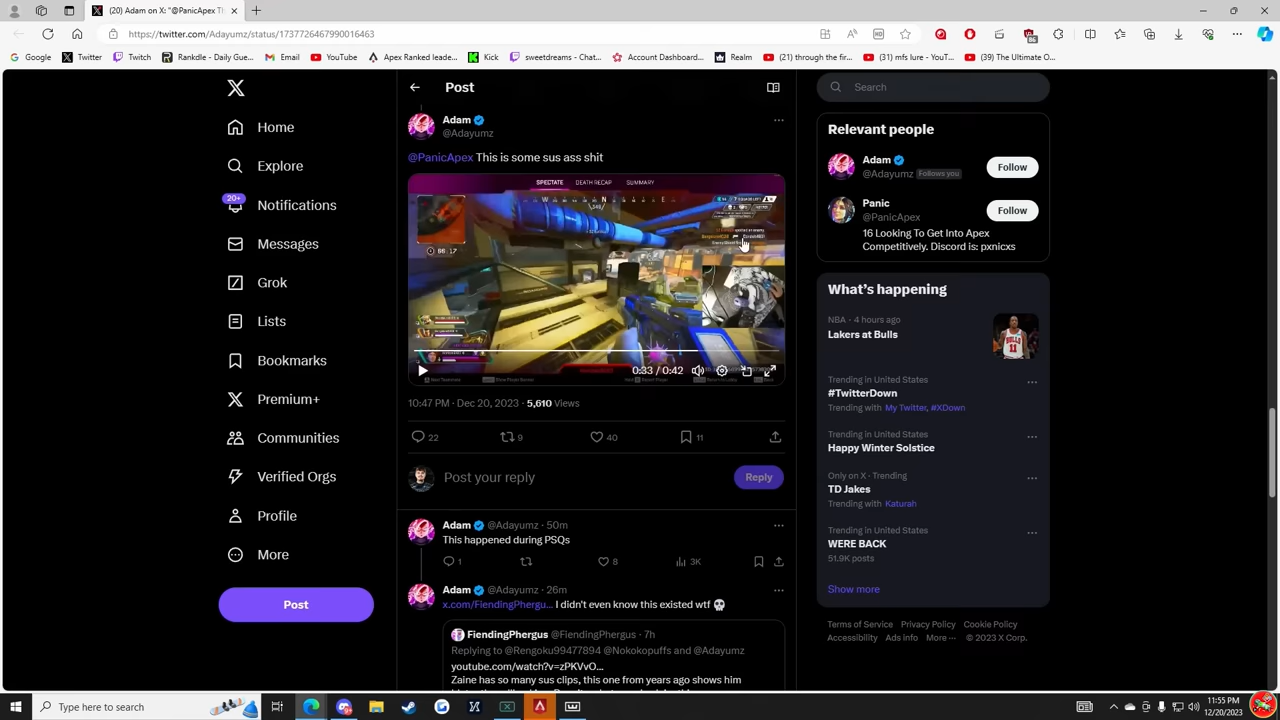 (20) Adam on X: "@PanicApex Th
https://twitter.com/Adayumz/status/1737726467990016463
Google
Twitter
Twitch
Rankdle - Daily Gue...
Email
YouTube
Apex Ranked leade...
Kick
sweetdreams - Chat...
Account Dashboard...
Realm
(21) through the fir...
(31) mfs lure - YouT...
(39) The Ultimate O...
Home
Explore
20+
Notifications
Messages
Grok
Lists
Bookmarks
Premium+
Communities
Verified Orgs
Profile
More
Post
Post
Adam
@Adayumz
@PanicApex This is some sus ass shit
SPECTATE DEATH RECAP SUMMARY
W N E
00:17
0:33 / 0:42
10:47 PM · Dec 20, 2023 · 5,610 Views
22 9 40 11
Post your reply
Reply
Adam @Adayumz · 50m
This happened during PSQs
1 8 3K
Adam @Adayumz · 26m
x.com/FiendingPhergu... I didn't even know this existed wtf 💀
FiendingPhergus @FiendingPhergus · 7h
Replying to @Rengoku99477894 @Nokokopuffs and @Adayumz
youtube.com/watch?v=zPKVvO...
Zaine has so many sus clips, this one from years ago shows him
Search
Relevant people
Adam
@Adayumz Follows you
Follow
Panic
@PanicApex
Follow
16 Looking To Get Into Apex
Competitively. Discord is: pxnicxs
What's happening
NBA · 4 hours ago
Lakers at Bulls
Trending in United States
#TwitterDown
Trending with My Twitter, #XDown
Trending in United States
Happy Winter Solstice
Only on X · Trending
TD Jakes
Trending with Katurah
Trending in United States
WERE BACK
51.9K posts
Show more
Terms of Service Privacy Policy Cookie Policy
Accessibility Ads info More ··· © 2023 X Corp.
Type here to search
11:55 PM
12/20/2023